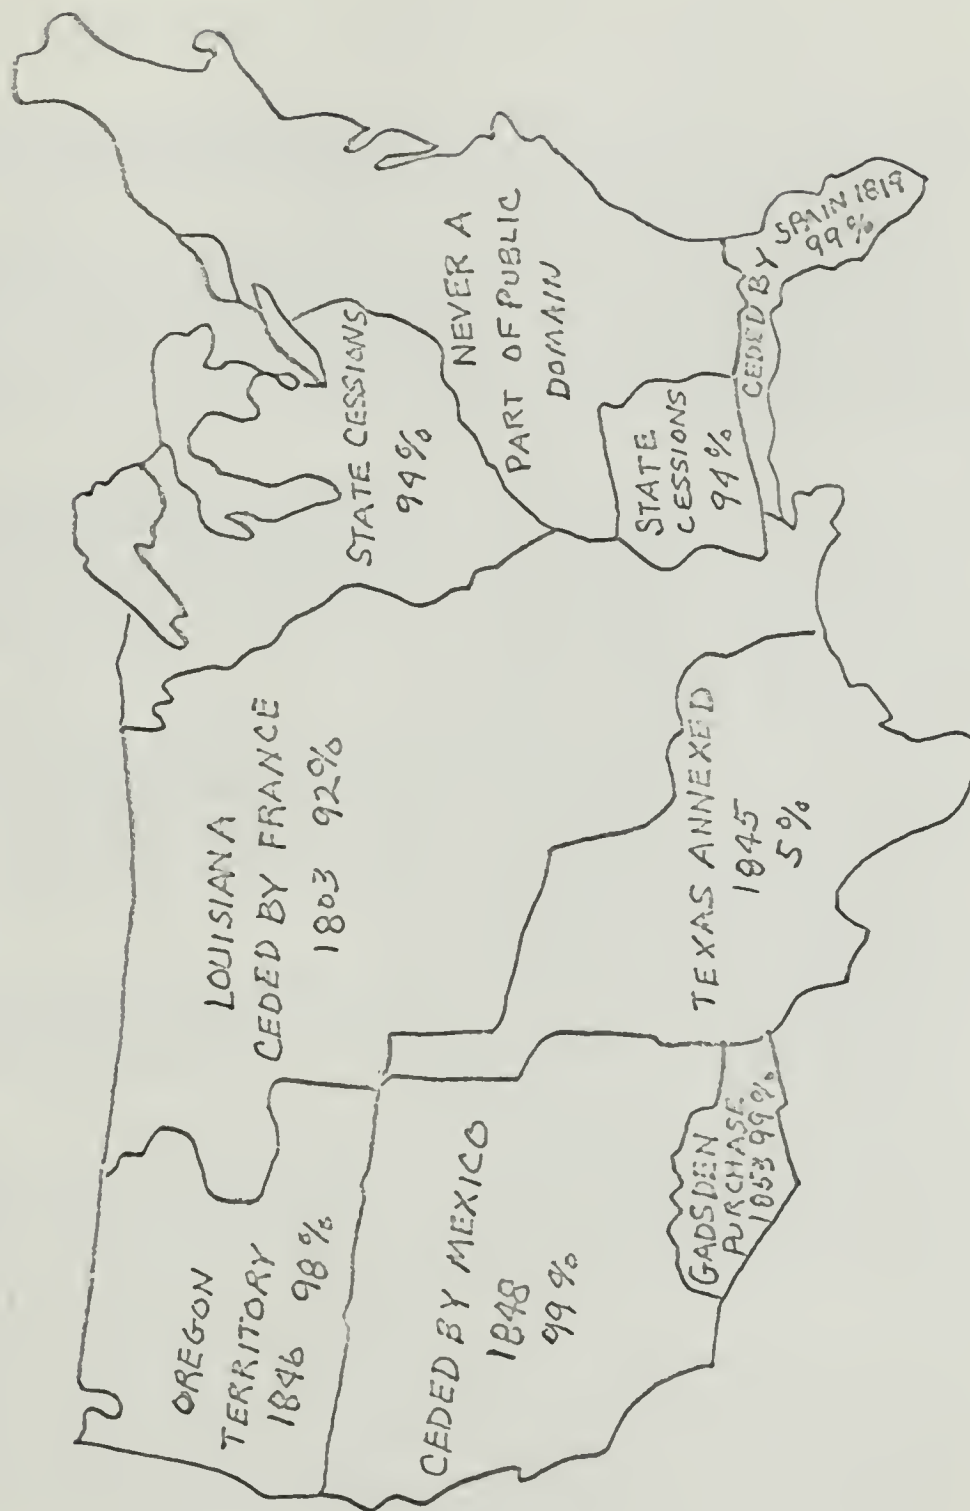 OREGON
TERRITORY
1846 98%
CEDED BY MEXICO
1848
99%
GADSDEN
PURCHASE
1853 99%
LOUISIANA
CEDED BY FRANCE
1803 92%
TEXAS ANNEXED
1845
5%
STATE CESSIONS
94%
NEVER A
PART OF PUBLIC
DOMAIN
STATE
CESSIONS
94%
CEDED BY SPAIN 1819
99%